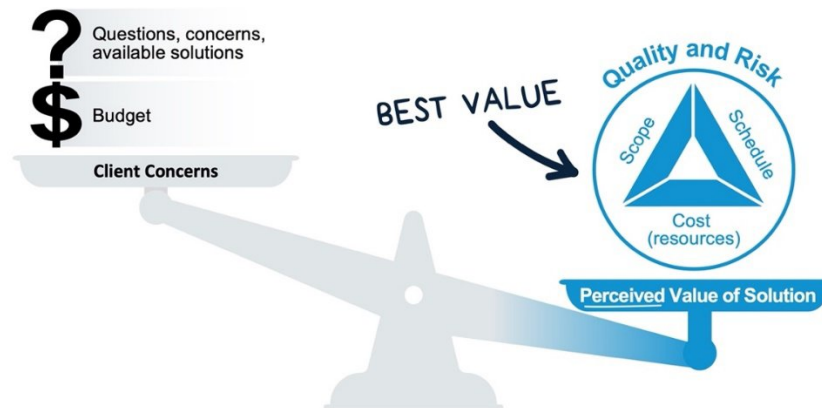 ?
Questions, concerns,
available solutions
$
Budget
Client Concerns
BEST VALUE
Quality and Risk
Scope
Schedule
Cost
(resources)
Perceived Value of Solution